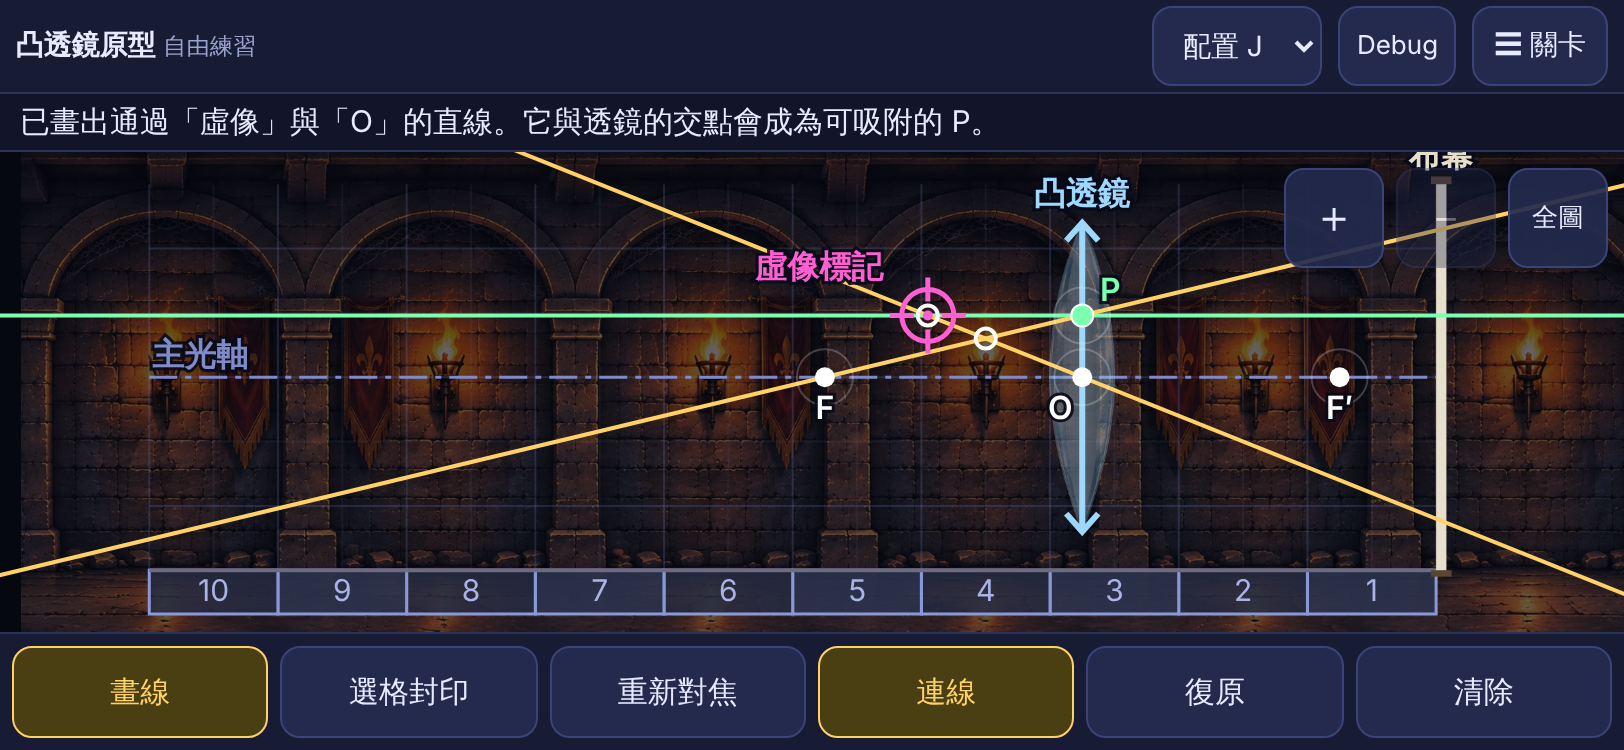 凸透鏡原型 自由練習
配置 J
Debug
☰ 關卡
已畫出通過「虛像」與「O」的直線。它與透鏡的交點會成為可吸附的 P。
布幕
凸透鏡
+
−
全圖
虛像標記
P
主光軸
F
O
F′
10 9 8 7 6 5 4 3 2 1
畫線
選格封印
重新對焦
連線
復原
清除